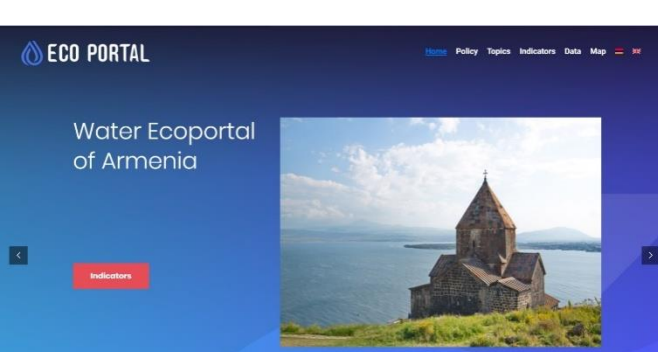 ECO PORTAL
Home Policy Topics Indicators Data Map
Water Ecoportal
of Armenia
Indicators